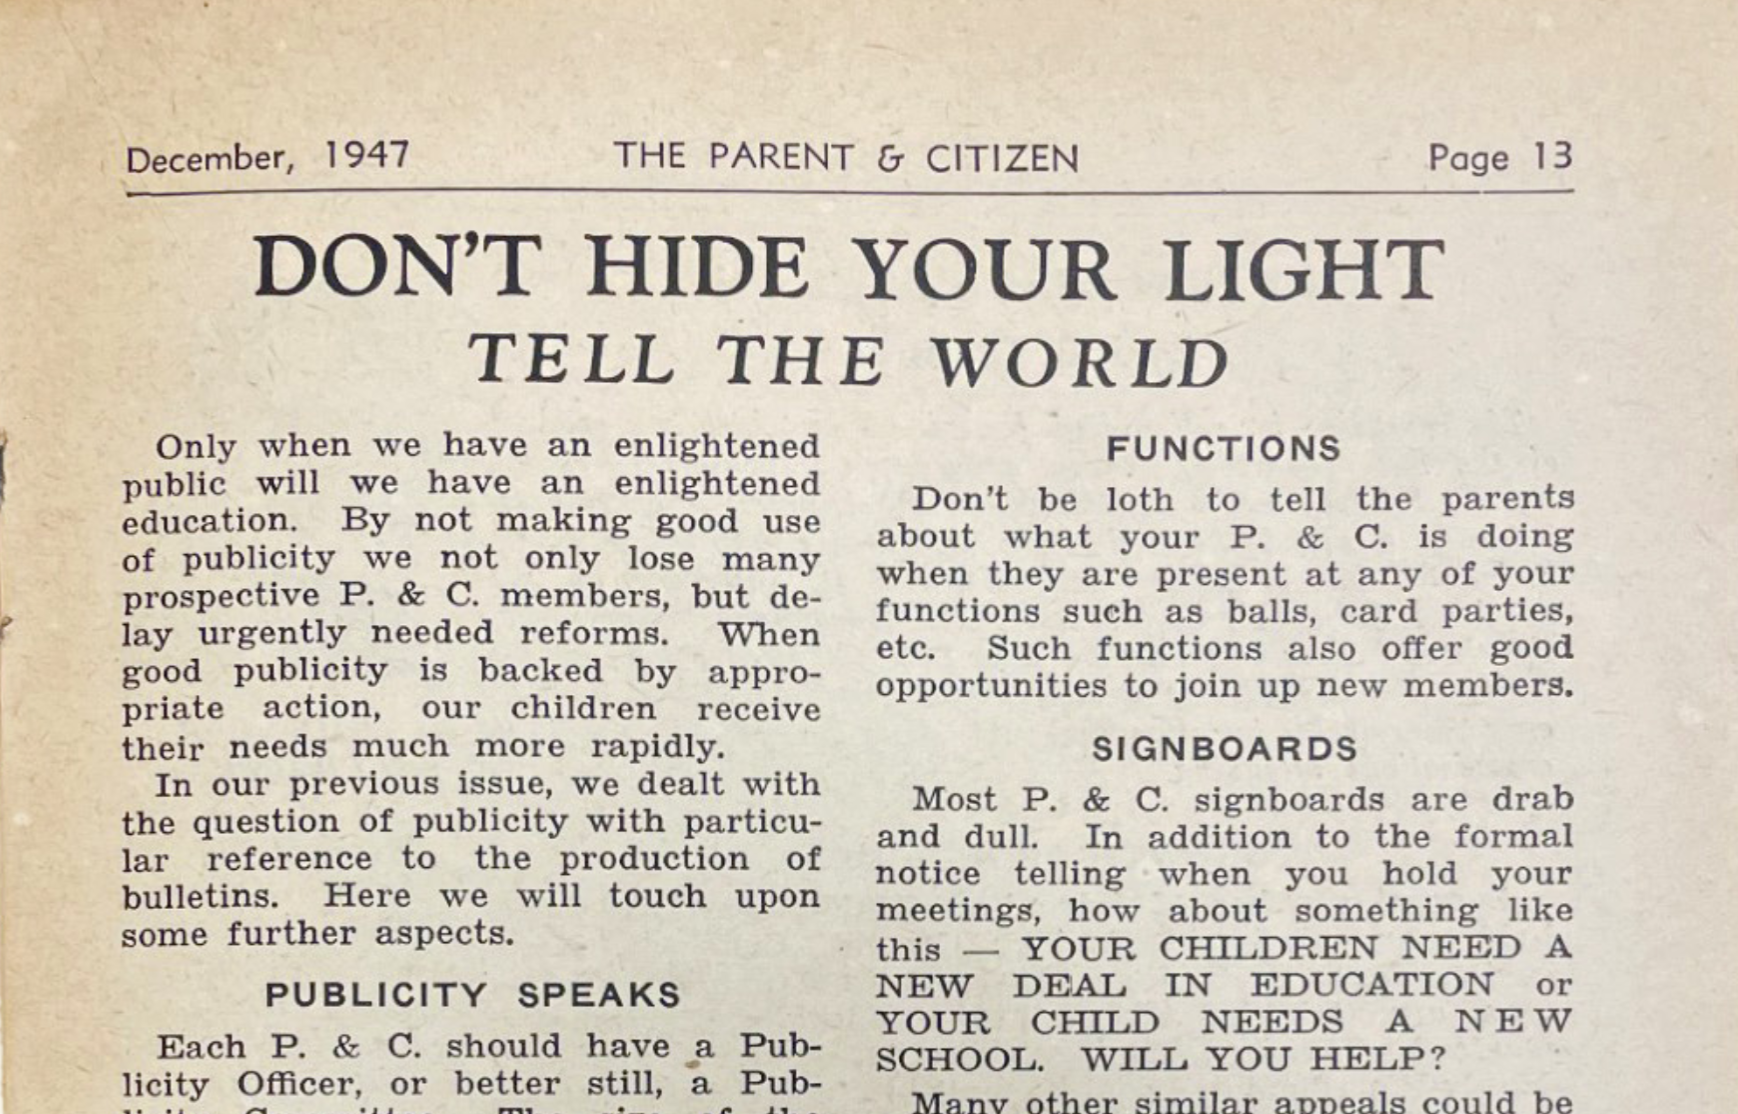 December, 1947 THE PARENT & CITIZEN Page 13
DON'T HIDE YOUR LIGHT
TELL THE WORLD
Only when we have an enlightened
public will we have an enlightened
education. By not making good use
of publicity we not only lose many
prospective P. & C. members, but de-
lay urgently needed reforms. When
good publicity is backed by appro-
priate action, our children receive
their needs much more rapidly.
In our previous issue, we dealt with
the question of publicity with particu-
lar reference to the production of
bulletins. Here we will touch upon
some further aspects.
PUBLICITY SPEAKS
Each P. & C. should have a Pub-
licity Officer, or better still, a Pub-
FUNCTIONS
Don't be loth to tell the parents
about what your P. & C. is doing
when they are present at any of your
functions such as balls, card parties,
etc. Such functions also offer good
opportunities to join up new members.
SIGNBOARDS
Most P. & C. signboards are drab
and dull. In addition to the formal
notice telling when you hold your
meetings, how about something like
this — YOUR CHILDREN NEED A
NEW DEAL IN EDUCATION or
YOUR CHILD NEEDS A NEW
SCHOOL. WILL YOU HELP?
Many other similar appeals could be